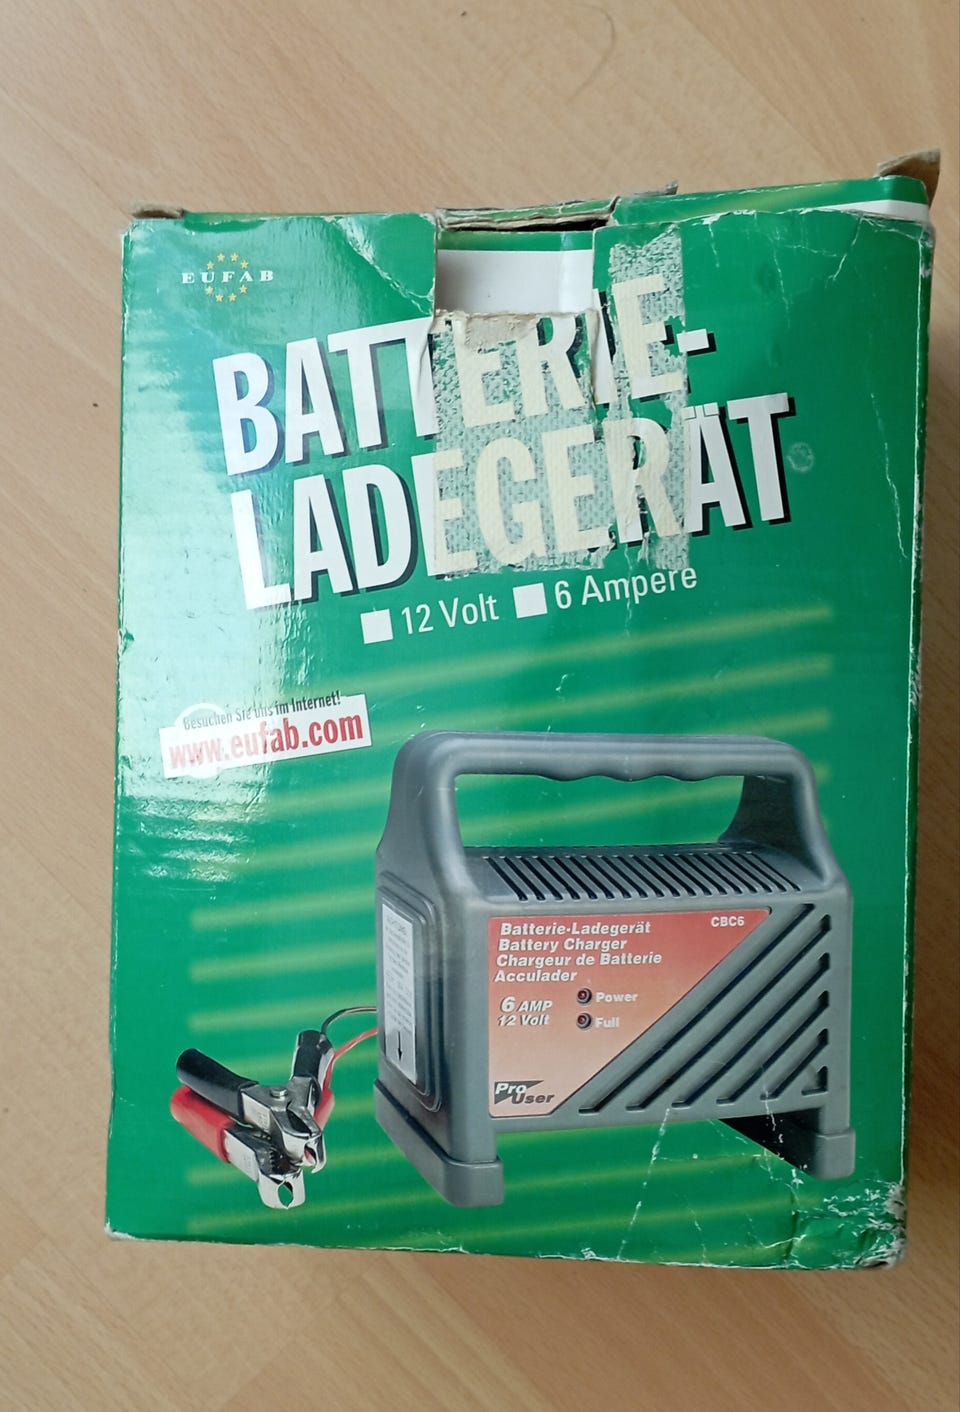 EUFAB
BATTERIE-
LADEGERÄT
12 Volt 6 Ampere
Besuchen Sie uns im Internet!
www.eufab.com
Batterie-Ladegerät CBC6
Battery Charger
Chargeur de Batterie
Acculader
6 AMP
12 Volt
Power
Full
Pro
User